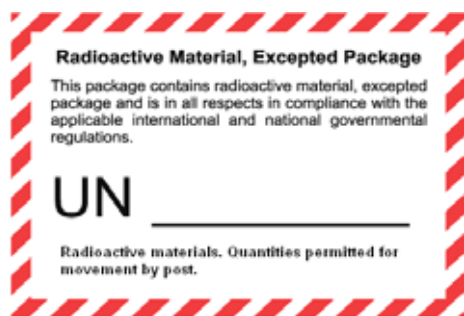 Radioactive Material, Excepted Package
This package contains radioactive material, excepted
package and is in all respects in compliance with the
applicable international and national governmental
regulations.
UN
Radioactive materials. Quantities permitted for
movement by post.